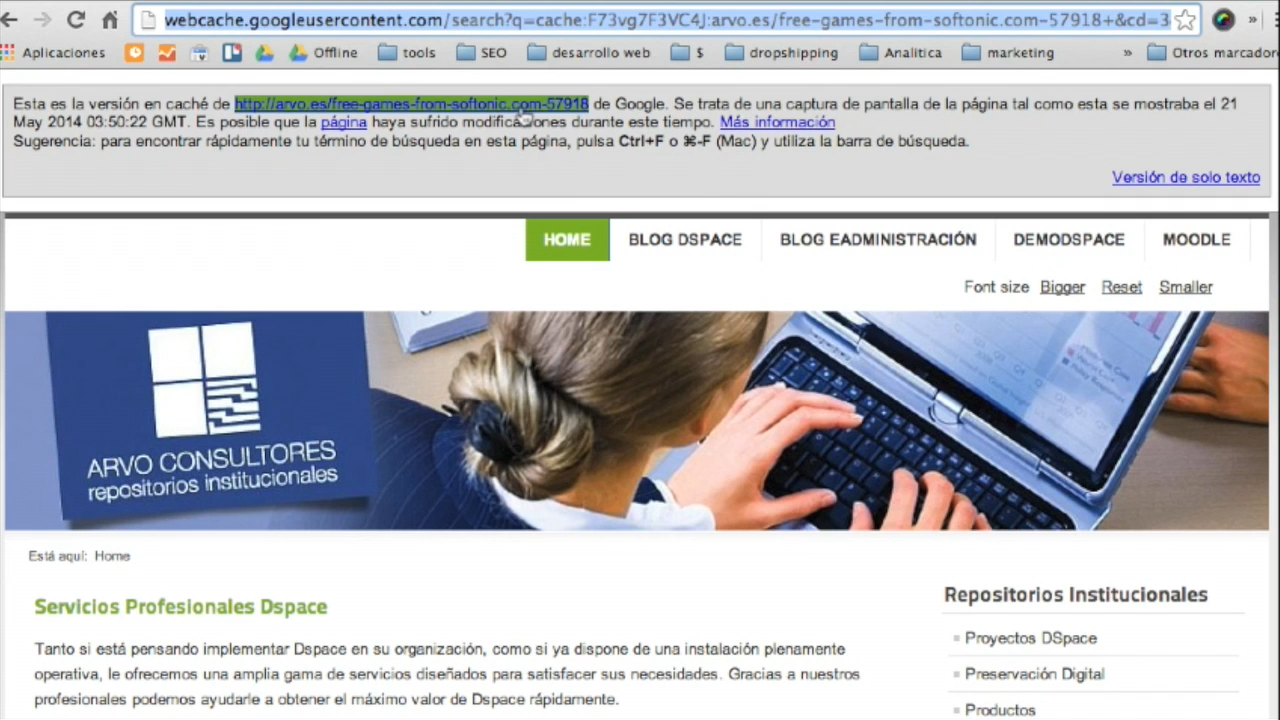 webcache.googleusercontent.com/search?q=cache:F73vg7F3VC4J:arvo.es/free-games-from-softonic.com-57918+&cd=3
Aplicaciones Offline tools SEO desarrollo web $ dropshipping Analitica marketing » Otros marcador
Esta es la versión en caché de http://arvo.es/free-games-from-softonic.com-57918 de Google. Se trata de una captura de pantalla de la página tal como esta se mostraba el 21
May 2014 03:50:22 GMT. Es posible que la página haya sufrido modificaciones durante este tiempo. Más información
Sugerencia: para encontrar rápidamente tu término de búsqueda en esta página, pulsa Ctrl+F o ⌘-F (Mac) y utiliza la barra de búsqueda.
Versión de solo texto
HOME BLOG DSPACE BLOG EADMINISTRACIÓN DEMODSPACE MOODLE
Font size Bigger Reset Smaller
ARVO CONSULTORES
repositorios institucionales
Está aquí: Home
Servicios Profesionales Dspace
Repositorios Institucionales
Tanto si está pensando implementar Dspace en su organización, como si ya dispone de una instalación plenamente
operativa, le ofrecemos una amplia gama de servicios diseñados para satisfacer sus necesidades. Gracias a nuestros
profesionales podemos ayudarle a obtener el máximo valor de Dspace rápidamente.
Proyectos DSpace
Preservación Digital
Productos